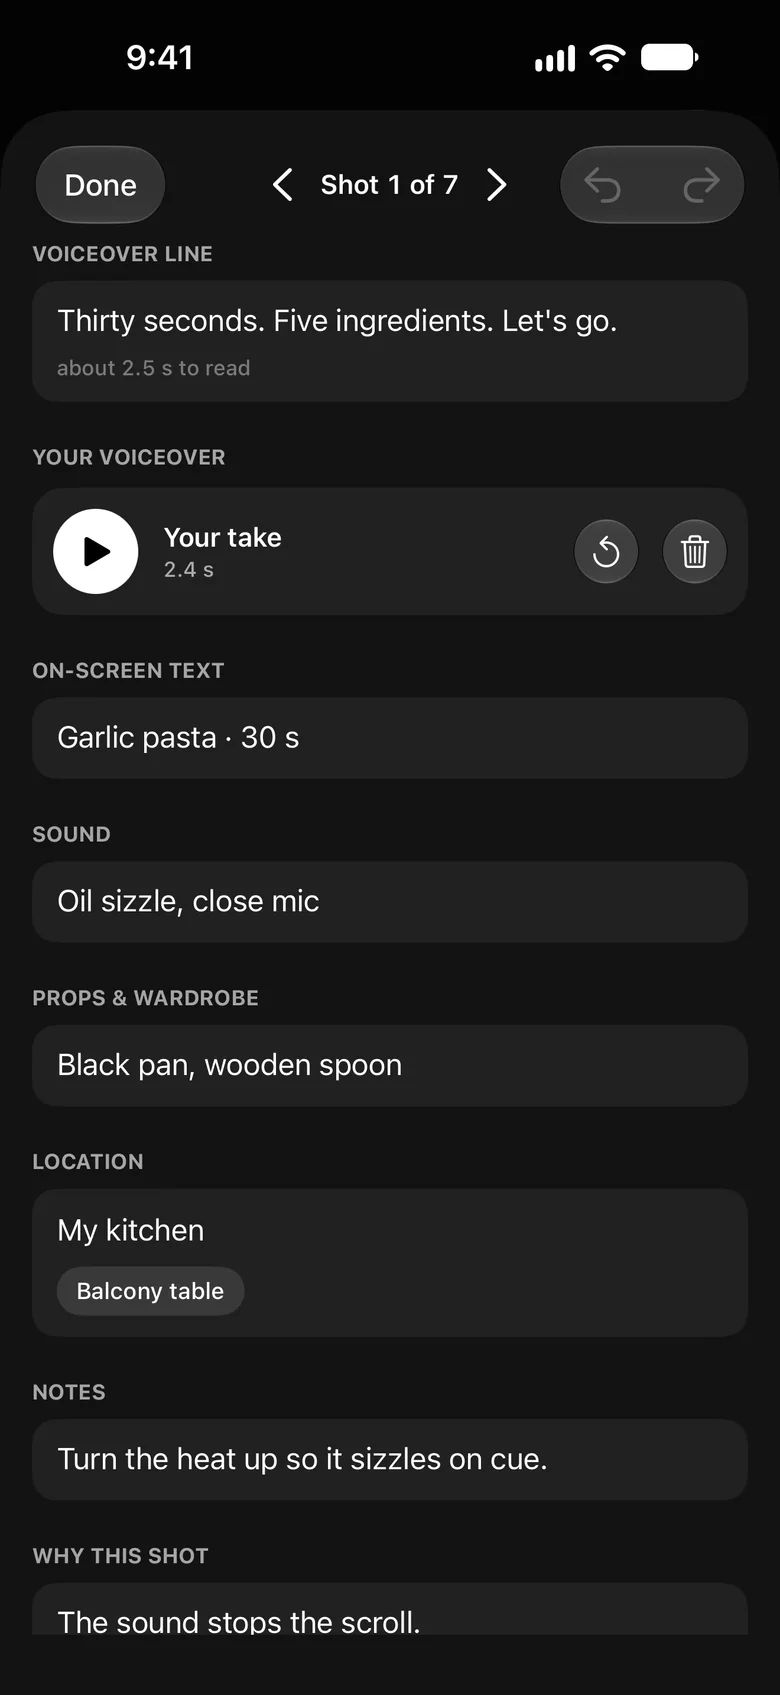 9:41
Done
Shot 1 of 7
VOICEOVER LINE
Thirty seconds. Five ingredients. Let's go.
about 2.5 s to read
YOUR VOICEOVER
Your take
2.4 s
ON-SCREEN TEXT
Garlic pasta · 30 s
SOUND
Oil sizzle, close mic
PROPS & WARDROBE
Black pan, wooden spoon
LOCATION
My kitchen
Balcony table
NOTES
Turn the heat up so it sizzles on cue.
WHY THIS SHOT
The sound stops the scroll.